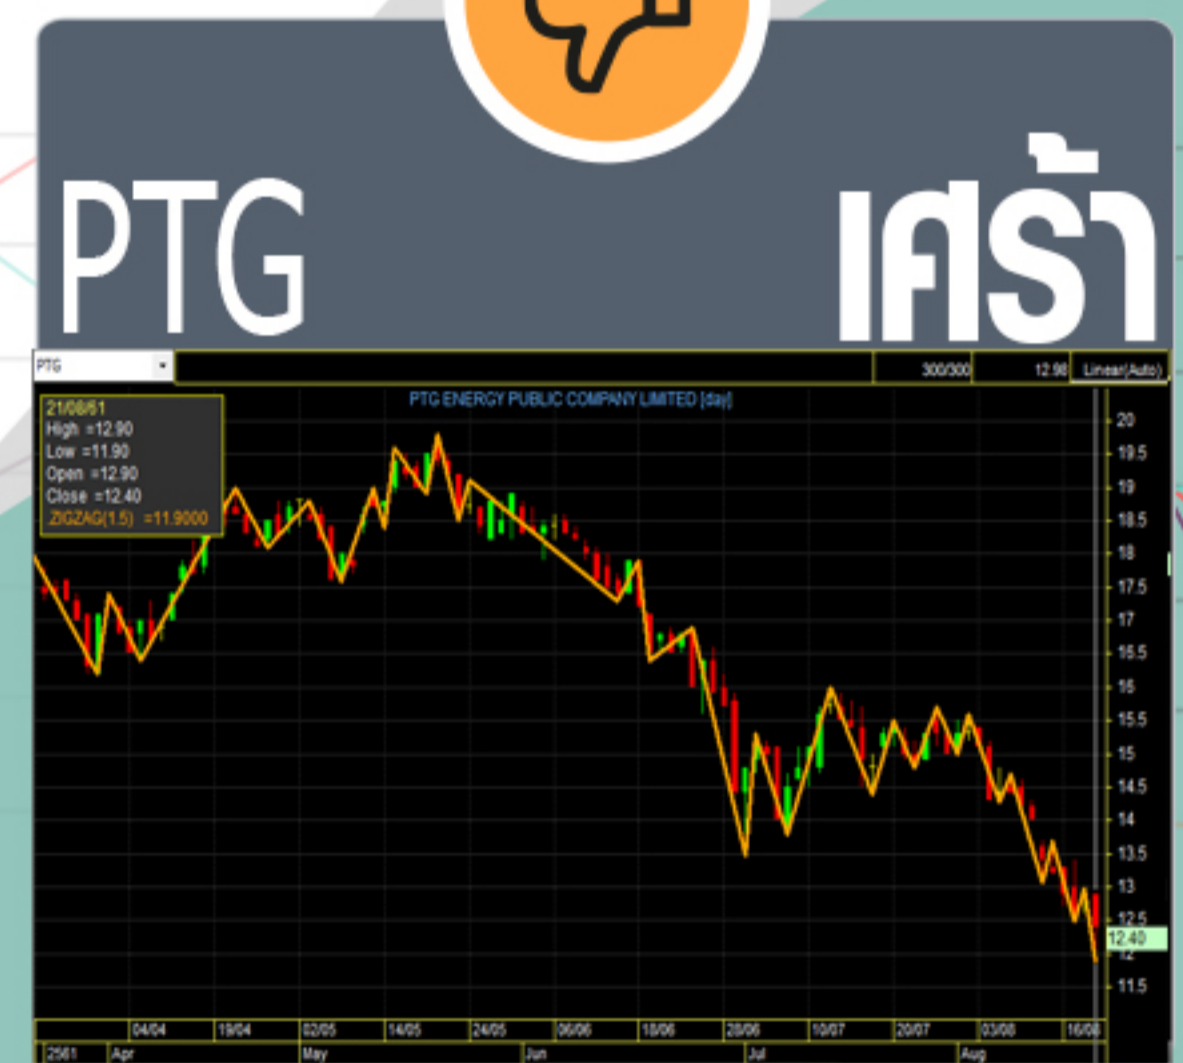 PTG เศร้า
PTG 300/300 12.98 Linear(Auto)
PTG ENERGY PUBLIC COMPANY LIMITED [day]
21/08/61
High =12.90
Low =11.90
Open =12.90
Close =12.40
ZIGZAG(1.5) =11.9000
20
19.5
19
18.5
18
17.5
17
16.5
16
15.5
15
14.5
14
13.5
13
12.5
12.40
12
11.5
04/04 19/04 02/05 14/05 24/05 06/06 18/06 28/06 10/07 20/07 03/08 16/08
2561 Apr May Jun Jul Aug